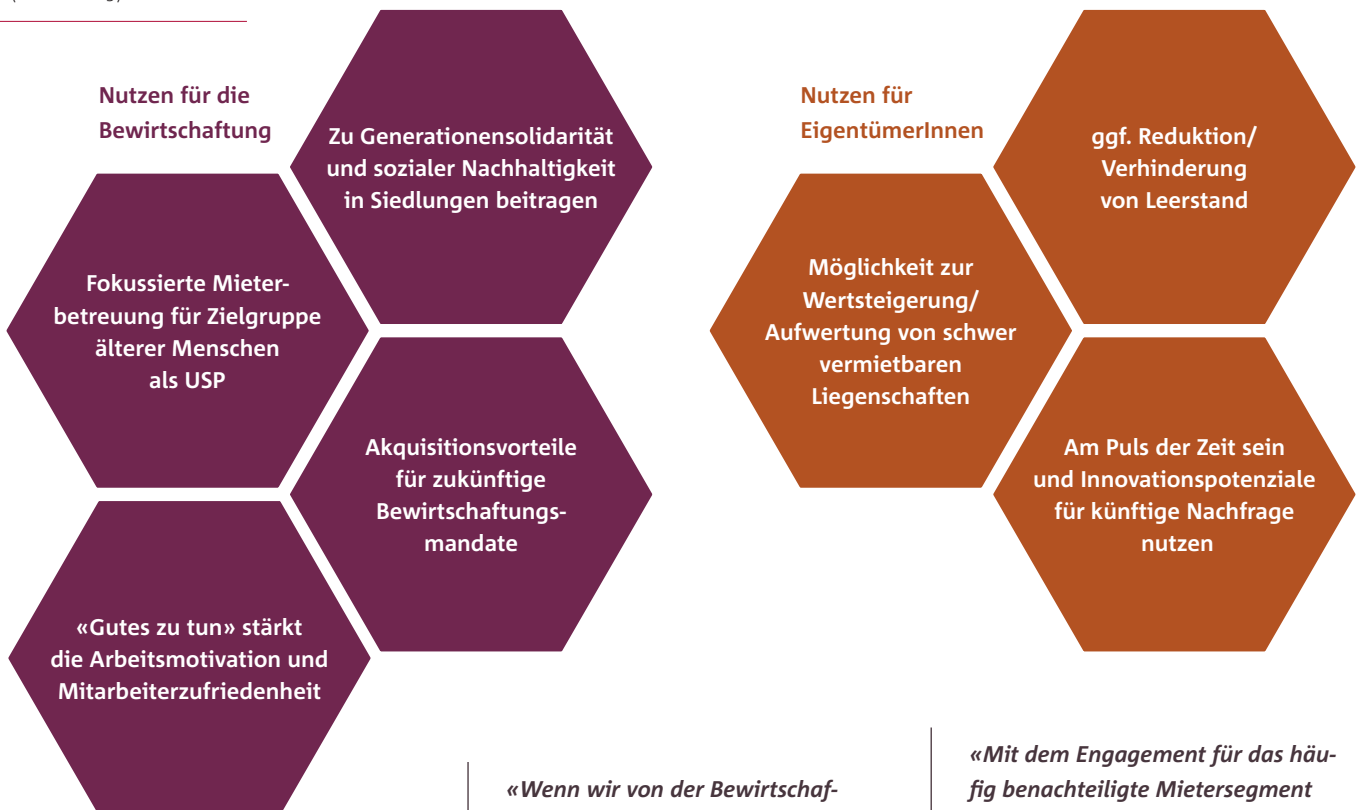 Nutzen für die
Bewirtschaftung
Zu Generationensolidarität
und sozialer Nachhaltigkeit
in Siedlungen beitragen
Fokussierte Mieter-
betreuung für Zielgruppe
älterer Menschen
als USP
Akquisitionsvorteile
für zukünftige
Bewirtschaftungs-
mandate
«Gutes zu tun» stärkt
die Arbeitsmotivation und
Mitarbeiterzufriedenheit
Nutzen für
EigentümerInnen
ggf. Reduktion/
Verhinderung
von Leerstand
Möglichkeit zur
Wertsteigerung/
Aufwertung von schwer
vermietbaren
Liegenschaften
Am Puls der Zeit sein
und Innovationspotenziale
für künftige Nachfrage
nutzen
«Wenn wir von der Bewirtschaf-
«Mit dem Engagement für das häu-
fig benachteiligte Mietersegment